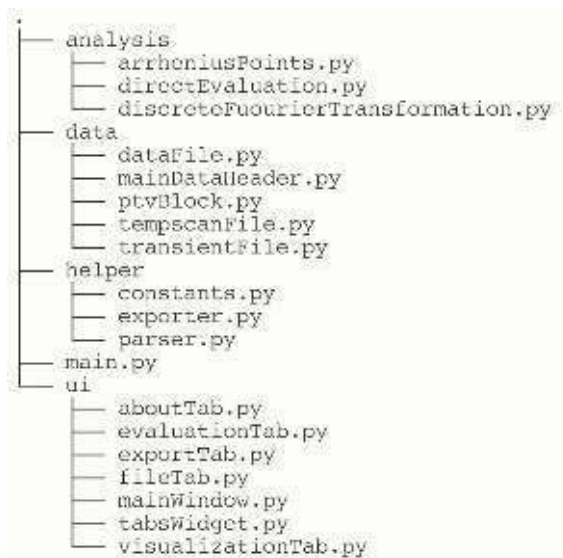 .
├── analysis
│   ├── arrheniusPoints.py
│   ├── directEvaluation.py
│   └── discreteFuourierTransformation.py
├── data
│   ├── dataFile.py
│   ├── mainDataHeader.py
│   ├── ptvBlock.py
│   ├── tempscanFile.py
│   └── transientFile.py
├── helper
│   ├── constants.py
│   ├── exporter.py
│   └── parser.py
├── main.py
└── ui
    ├── aboutTab.py
    ├── evaluationTab.py
    ├── exportTab.py
    ├── fileTab.py
    ├── mainWindow.py
    ├── tabsWidget.py
    └── visualizationTab.py